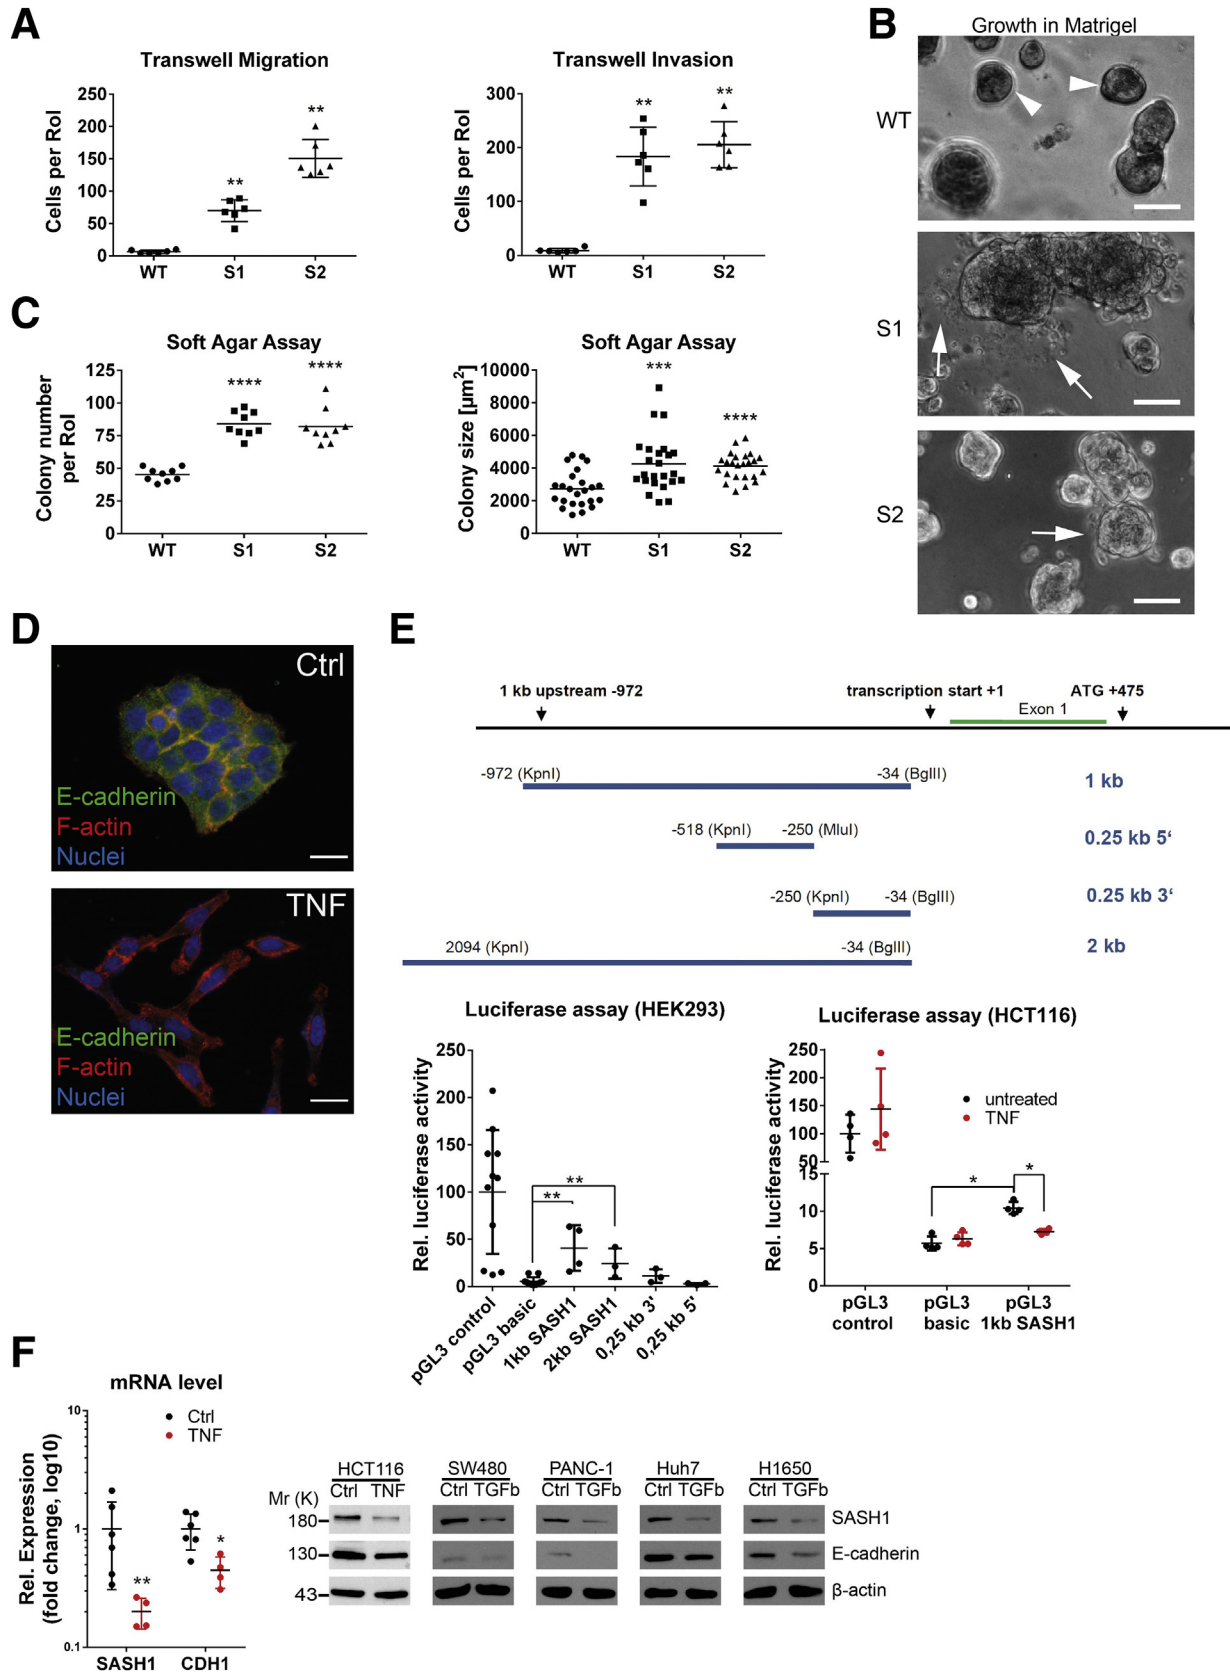 A
Transwell Migration
Cells per RoI
250
200
150
100
50
0
**
**
WT
S1
S2
Transwell Invasion
Cells per RoI
300
200
100
0
**
**
WT
S1
S2
B
Growth in Matrigel
WT
S1
S2
C
Soft Agar Assay
Colony number
per RoI
125
100
75
50
25
0
****
****
WT
S1
S2
Soft Agar Assay
Colony size [µm²]
10000
8000
6000
4000
2000
0
***
****
WT
S1
S2
D
Ctrl
E-cadherin
F-actin
Nuclei
TNF
E-cadherin
F-actin
Nuclei
E
1 kb upstream -972
transcription start +1
ATG +475
Exon 1
-972 (KpnI)
-34 (BglII)
1 kb
-518 (KpnI)
-250 (MluI)
0.25 kb 5‘
-250 (KpnI)
-34 (BglII)
0.25 kb 3‘
2094 (KpnI)
-34 (BglII)
2 kb
Luciferase assay (HEK293)
Rel. luciferase activity
250
200
150
100
50
0
**
**
pGL3 control
pGL3 basic
1kb SASH1
2kb SASH1
0,25 kb 3'
0,25 kb 5'
Luciferase assay (HCT116)
Rel. luciferase activity
250
200
150
100
50
15
10
5
0
untreated
TNF
*
*
pGL3 control
pGL3 basic
pGL3 1kb SASH1
F
mRNA level
Rel. Expression
(fold change, log10)
10
1
0.1
Ctrl
TNF
**
*
SASH1
CDH1
HCT116
SW480
PANC-1
Huh7
H1650
Ctrl TNF
Ctrl TGFb
Ctrl TGFb
Ctrl TGFb
Ctrl TGFb
Mr (K)
180
SASH1
130
E-cadherin
43
β-actin